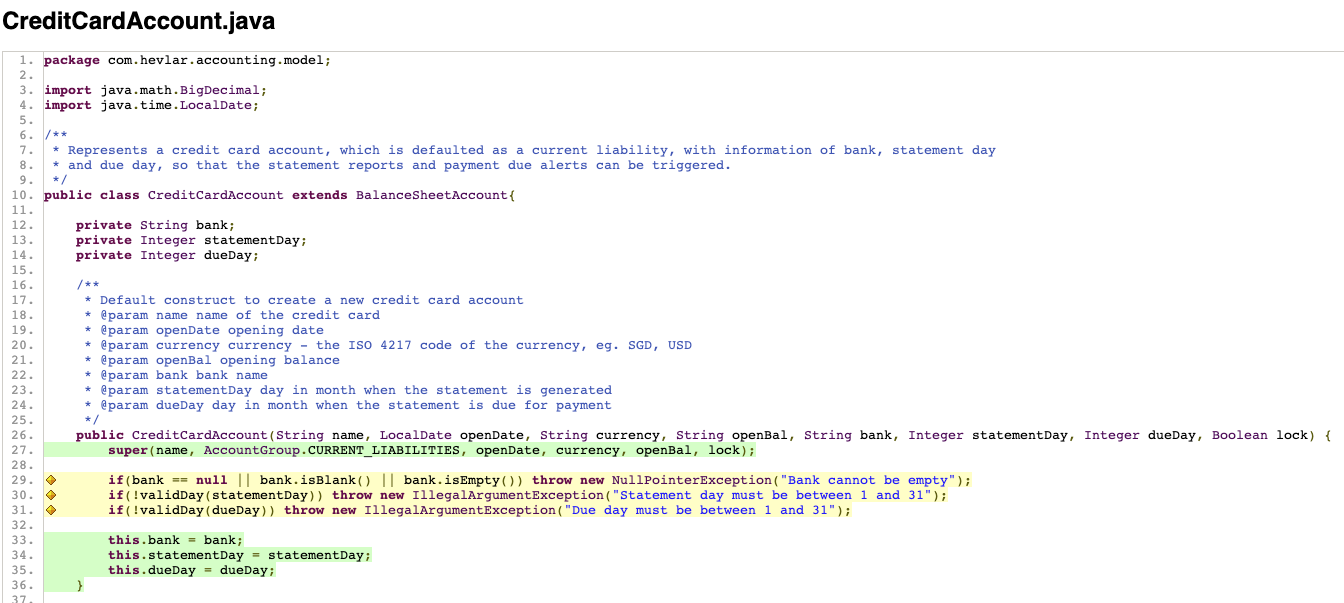 CreditCardAccount.java
1. package com.hevlar.accounting.model;
2.
3. import java.math.BigDecimal;
4. import java.time.LocalDate;
5.
6. /**
7.  * Represents a credit card account, which is defaulted as a current liability, with information of bank, statement day
8.  * and due day, so that the statement reports and payment due alerts can be triggered.
9.  */
10. public class CreditCardAccount extends BalanceSheetAccount{
11.
12.     private String bank;
13.     private Integer statementDay;
14.     private Integer dueDay;
15.
16.     /**
17.      * Default construct to create a new credit card account
18.      * @param name name of the credit card
19.      * @param openDate opening date
20.      * @param currency currency - the ISO 4217 code of the currency, eg. SGD, USD
21.      * @param openBal opening balance
22.      * @param bank bank name
23.      * @param statementDay day in month when the statement is generated
24.      * @param dueDay day in month when the statement is due for payment
25.      */
26.     public CreditCardAccount(String name, LocalDate openDate, String currency, String openBal, String bank, Integer statementDay, Integer dueDay, Boolean lock) {
27.         super(name, AccountGroup.CURRENT_LIABILITIES, openDate, currency, openBal, lock);
28.
29.         if(bank == null || bank.isBlank() || bank.isEmpty()) throw new NullPointerException("Bank cannot be empty");
30.         if(!validDay(statementDay)) throw new IllegalArgumentException("Statement day must be between 1 and 31");
31.         if(!validDay(dueDay)) throw new IllegalArgumentException("Due day must be between 1 and 31");
32.
33.         this.bank = bank;
34.         this.statementDay = statementDay;
35.         this.dueDay = dueDay;
36.     }
37.